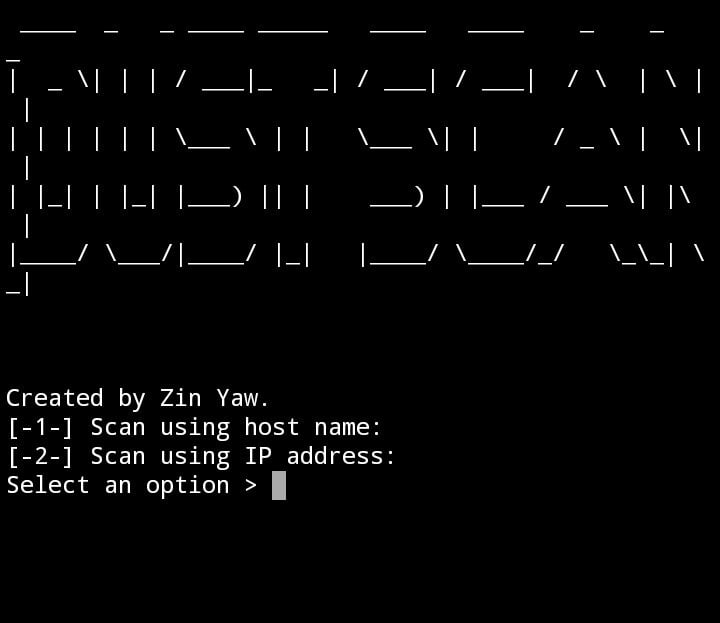 ____  _   _ ____ _____   ____   ____    _    _
_
|  _ \| | | / ___|_   _| / ___| / ___|  / \  | \ |
 |
| | | | | | \___ \ | |   \___ \| |     / _ \ |  \|
 |
| |_| | |_| |___) || |    ___) | |___ / ___ \| |\
 |
|____/ \___/|____/ |_|   |____/ \____/_/   \_\_| \
_|
Created by Zin Yaw.
[-1-] Scan using host name:
[-2-] Scan using IP address:
Select an option >